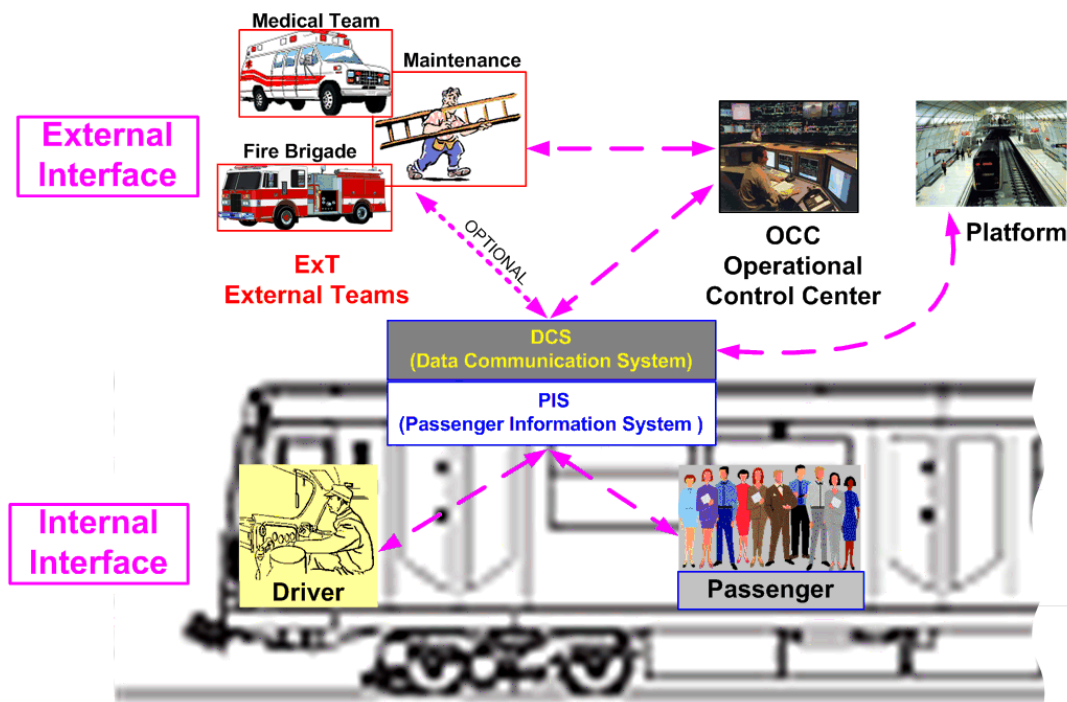 Medical Team
Maintenance
External
Interface
Fire Brigade
OPTIONAL
ExT
External Teams
OCC
Operational
Control Center
Platform
DCS
(Data Communication System)
PIS
(Passenger Information System )
Internal
Interface
Driver
Passenger